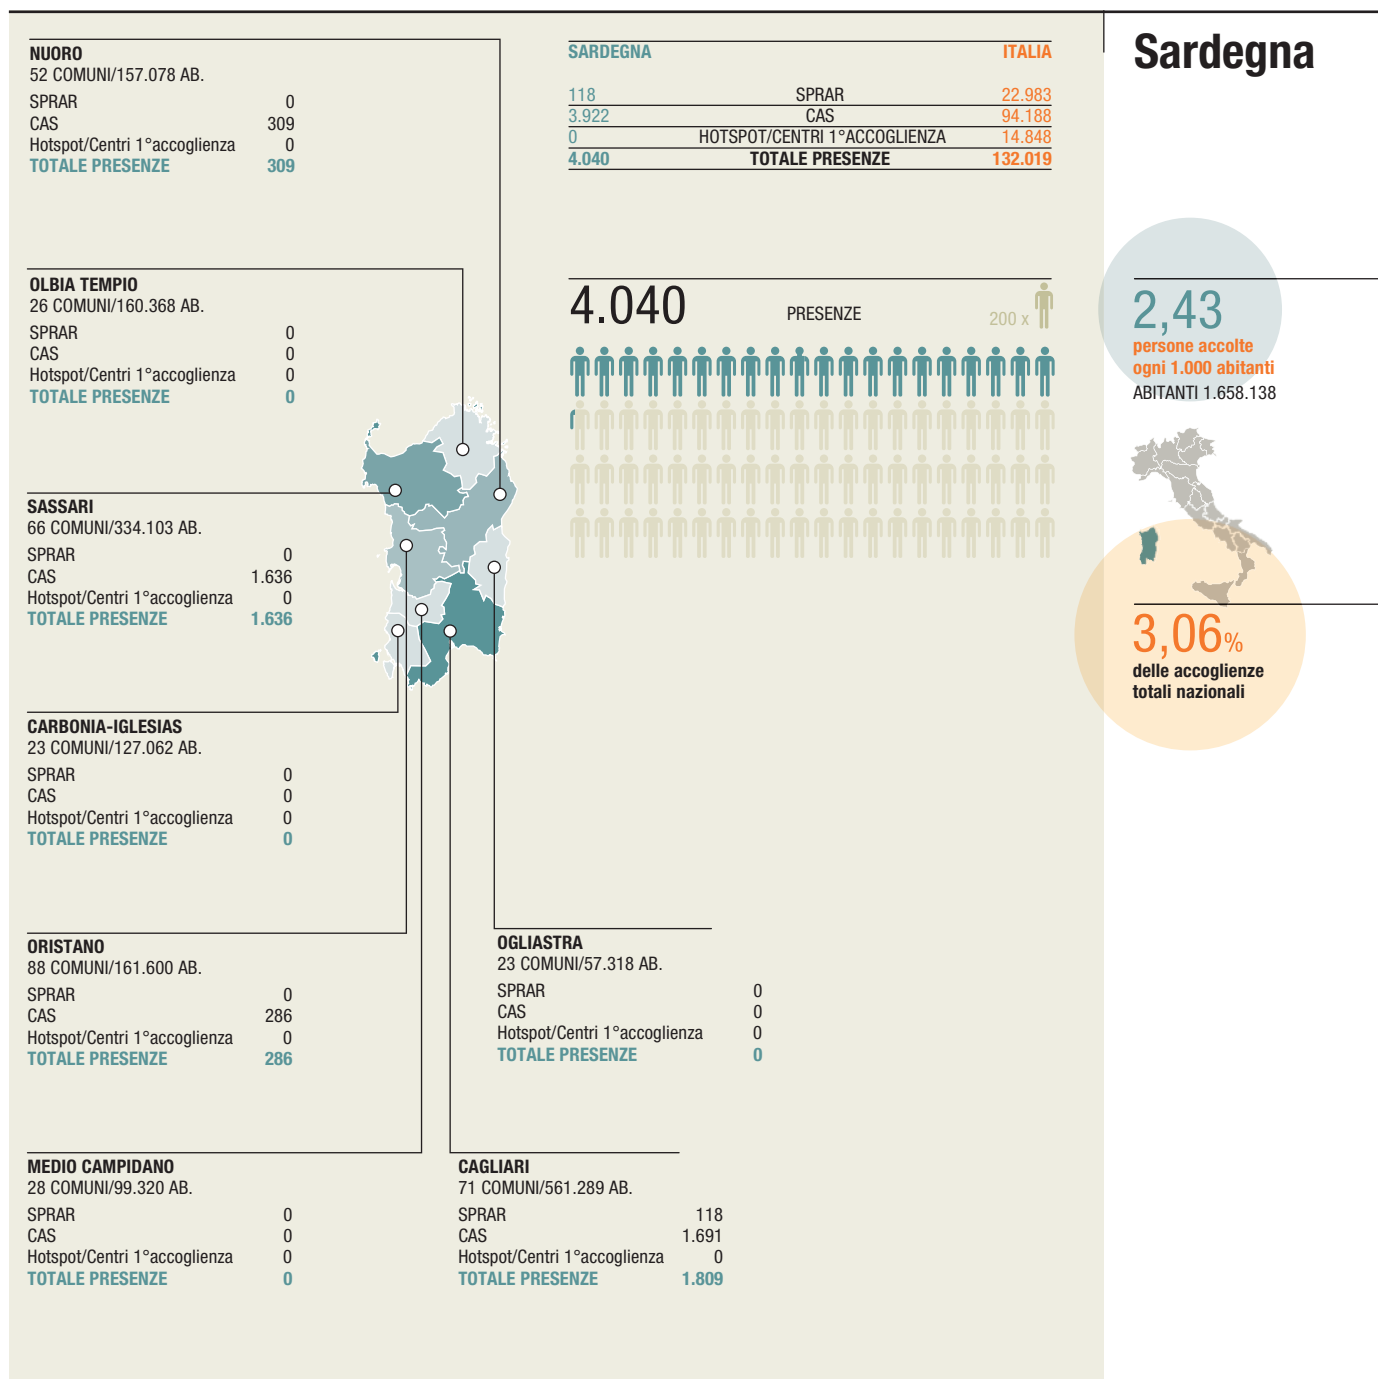 Sardegna
NUORO
52 COMUNI/157.078 AB.
SPRAR 0
CAS 309
Hotspot/Centri 1°accoglienza 0
TOTALE PRESENZE 309
SARDEGNA ITALIA
118 SPRAR 22.983
3.922 CAS 94.188
0 HOTSPOT/CENTRI 1°ACCOGLIENZA 14.848
4.040 TOTALE PRESENZE 132.019
OLBIA TEMPIO
26 COMUNI/160.368 AB.
SPRAR 0
CAS 0
Hotspot/Centri 1°accoglienza 0
TOTALE PRESENZE 0
4.040 PRESENZE 200 x
2,43
persone accolte
ogni 1.000 abitanti
ABITANTI 1.658.138
SASSARI
66 COMUNI/334.103 AB.
SPRAR 0
CAS 1.636
Hotspot/Centri 1°accoglienza 0
TOTALE PRESENZE 1.636
3,06%
delle accoglienze
totali nazionali
CARBONIA-IGLESIAS
23 COMUNI/127.062 AB.
SPRAR 0
CAS 0
Hotspot/Centri 1°accoglienza 0
TOTALE PRESENZE 0
ORISTANO
88 COMUNI/161.600 AB.
SPRAR 0
CAS 286
Hotspot/Centri 1°accoglienza 0
TOTALE PRESENZE 286
OGLIASTRA
23 COMUNI/57.318 AB.
SPRAR 0
CAS 0
Hotspot/Centri 1°accoglienza 0
TOTALE PRESENZE 0
MEDIO CAMPIDANO
28 COMUNI/99.320 AB.
SPRAR 0
CAS 0
Hotspot/Centri 1°accoglienza 0
TOTALE PRESENZE 0
CAGLIARI
71 COMUNI/561.289 AB.
SPRAR 118
CAS 1.691
Hotspot/Centri 1°accoglienza 0
TOTALE PRESENZE 1.809